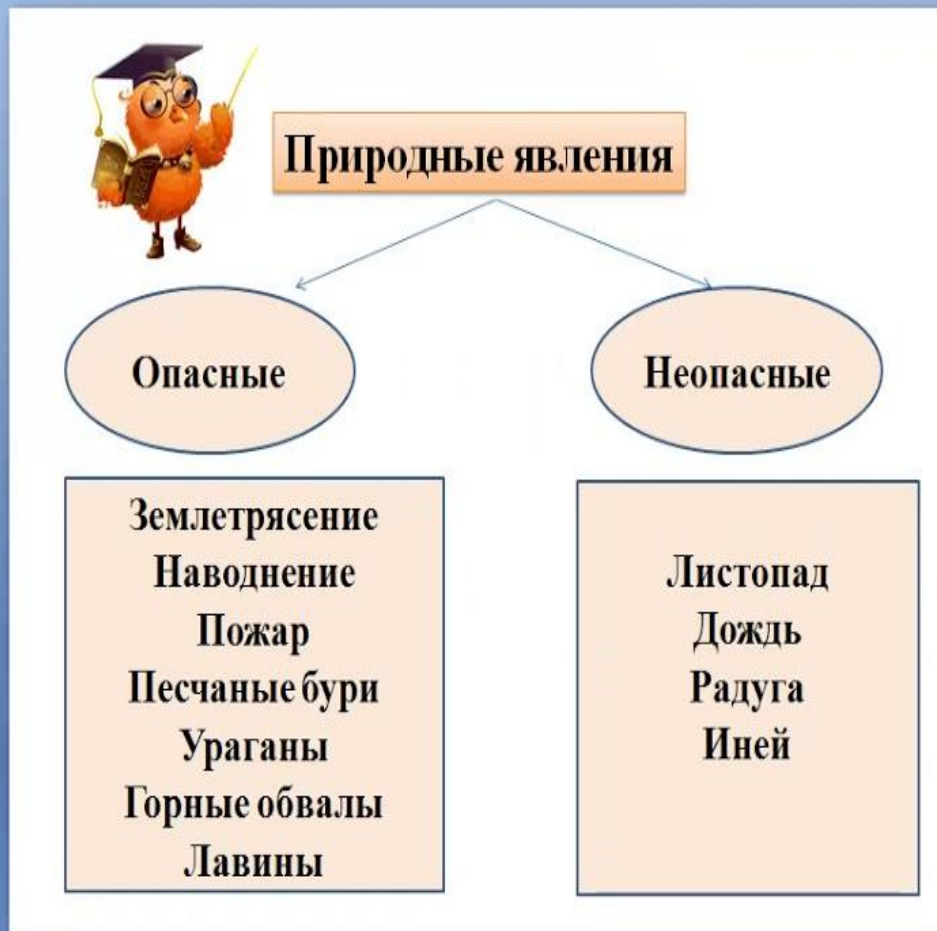 Природные явления
Опасные
Неопасные
Землетрясение
Наводнение
Пожар
Песчаные бури
Ураганы
Горные обвалы
Лавины
Листопад
Дождь
Радуга
Иней